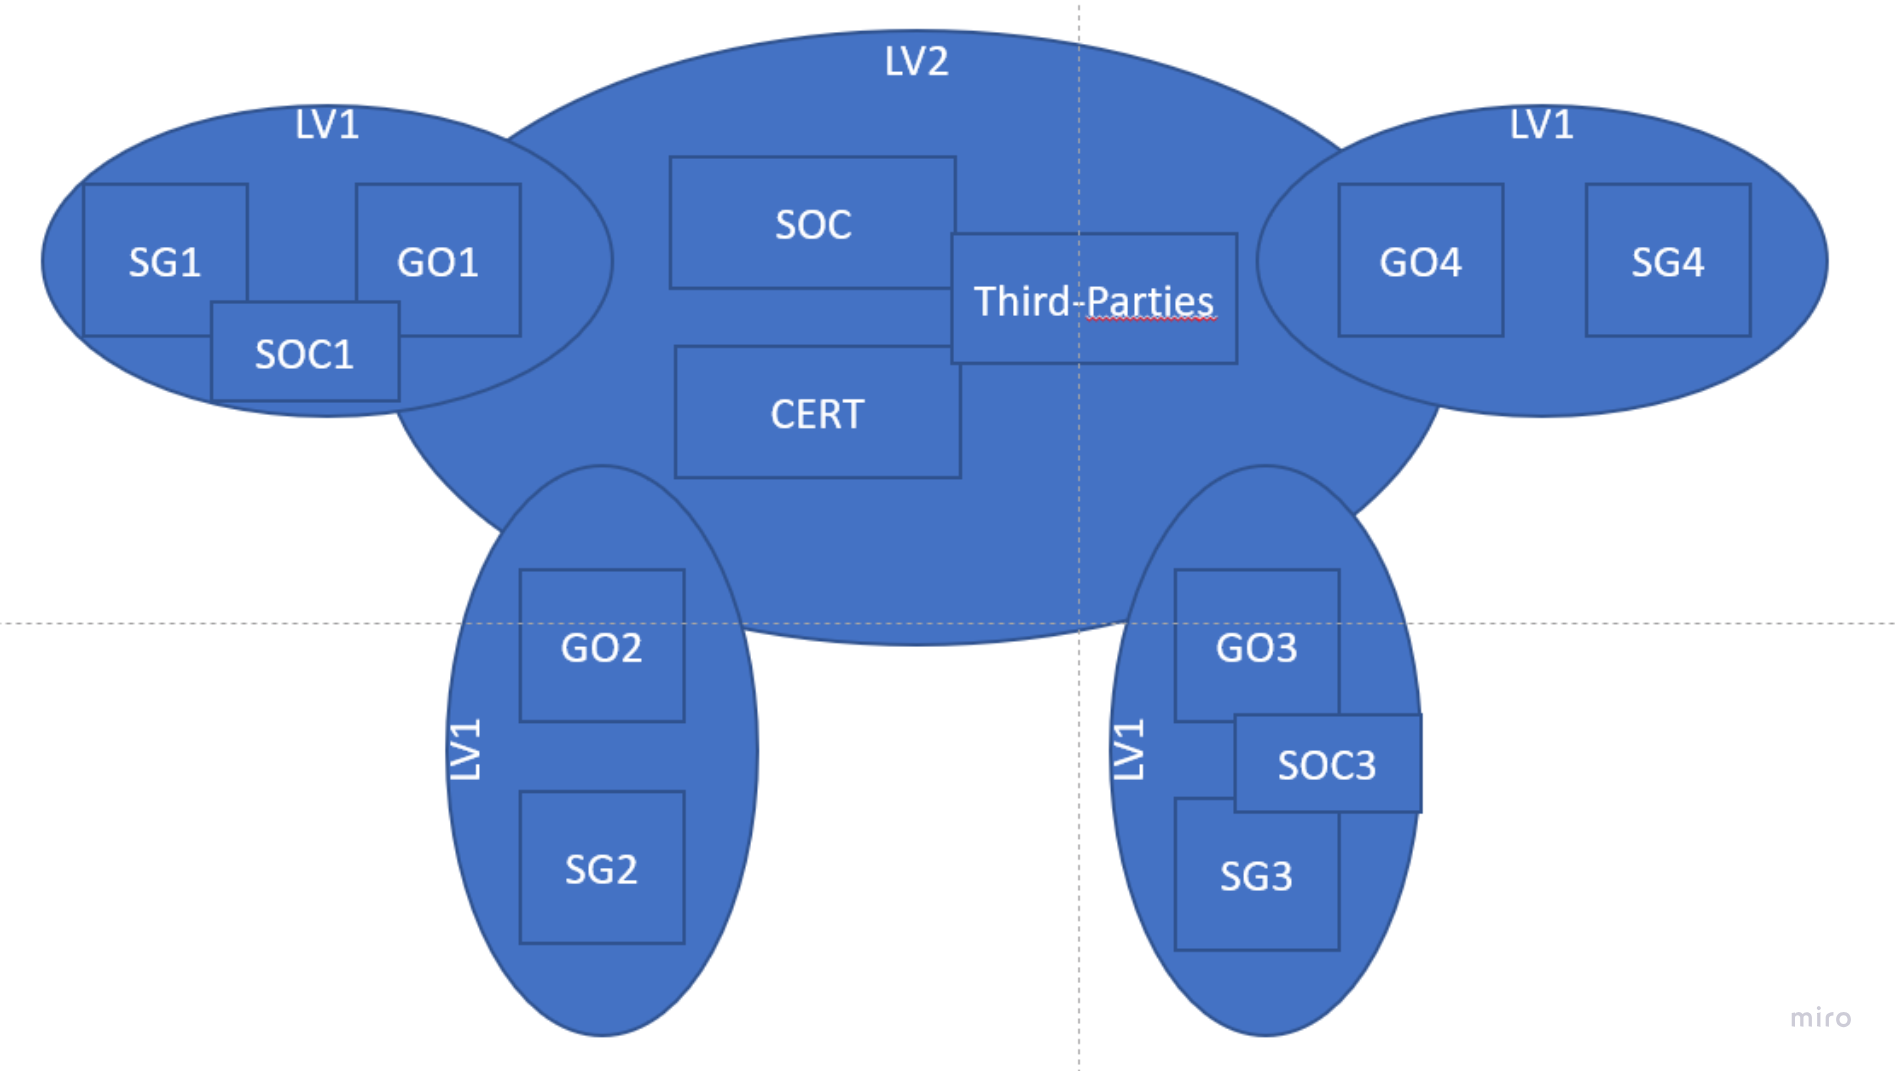 LV2
LV1
LV1
SOC
SG1
GO1
GO4
SG4
Third-Parties
SOC1
CERT
GO2
GO3
LV1
LV1
SOC3
SG2
SG3
miro